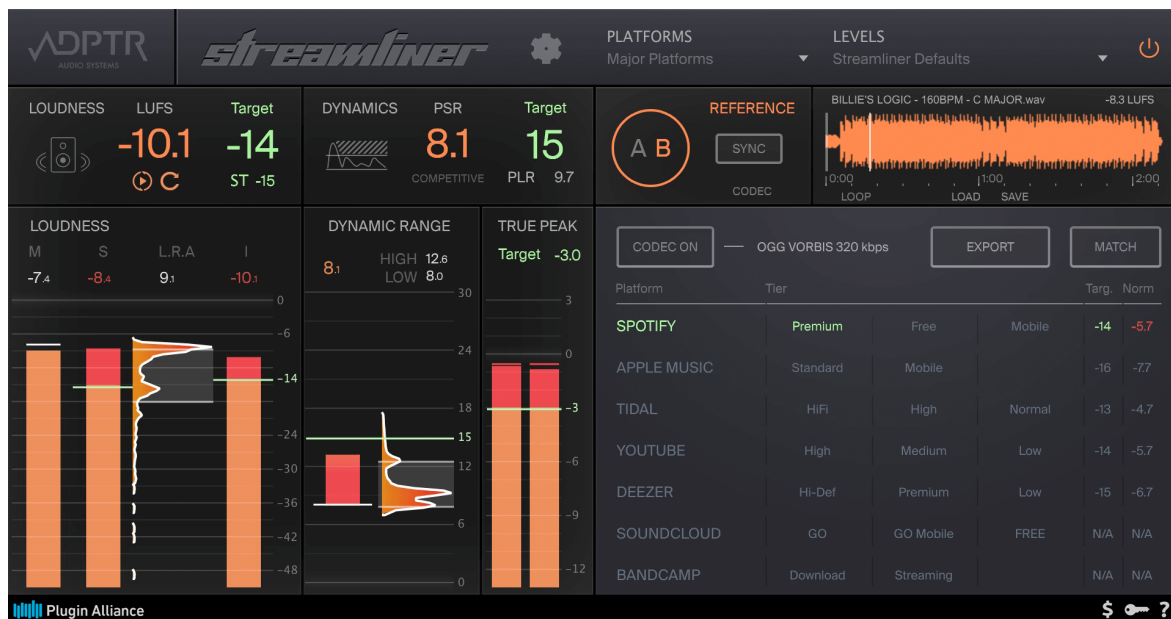 ADPTR
AUDIO SYSTEMS
streamliner
PLATFORMS
Major Platforms
LEVELS
Streamliner Defaults
LOUDNESS LUFS Target
-10.1 -14
ST -15
DYNAMICS PSR Target
8.1 15
COMPETITIVE PLR 9.7
A B
REFERENCE
SYNC
CODEC
BILLIE'S LOGIC - 160BPM - C MAJOR.wav -8.3 LUFS
0:00 1:00 2:00
LOOP LOAD SAVE
LOUDNESS
M S L.R.A I
-7.4 -8.4 9.1 -10.1
0
-6
-14
-24
-30
-36
-42
-48
DYNAMIC RANGE
8.1 HIGH 12.6
LOW 8.0
30
24
18
15
12
6
0
TRUE PEAK
Target -3.0
3
0
-3
-6
-9
-12
CODEC ON — OGG VORBIS 320 kbps EXPORT MATCH
Platform Tier Targ. Norm
SPOTIFY Premium Free Mobile -14 -5.7
APPLE MUSIC Standard Mobile -16 -7.7
TIDAL HiFi High Normal -13 -4.7
YOUTUBE High Medium Low -14 -5.7
DEEZER Hi-Def Premium Low -15 -6.7
SOUNDCLOUD GO GO Mobile FREE N/A N/A
BANDCAMP Download Streaming N/A N/A
Plugin Alliance
$ ?